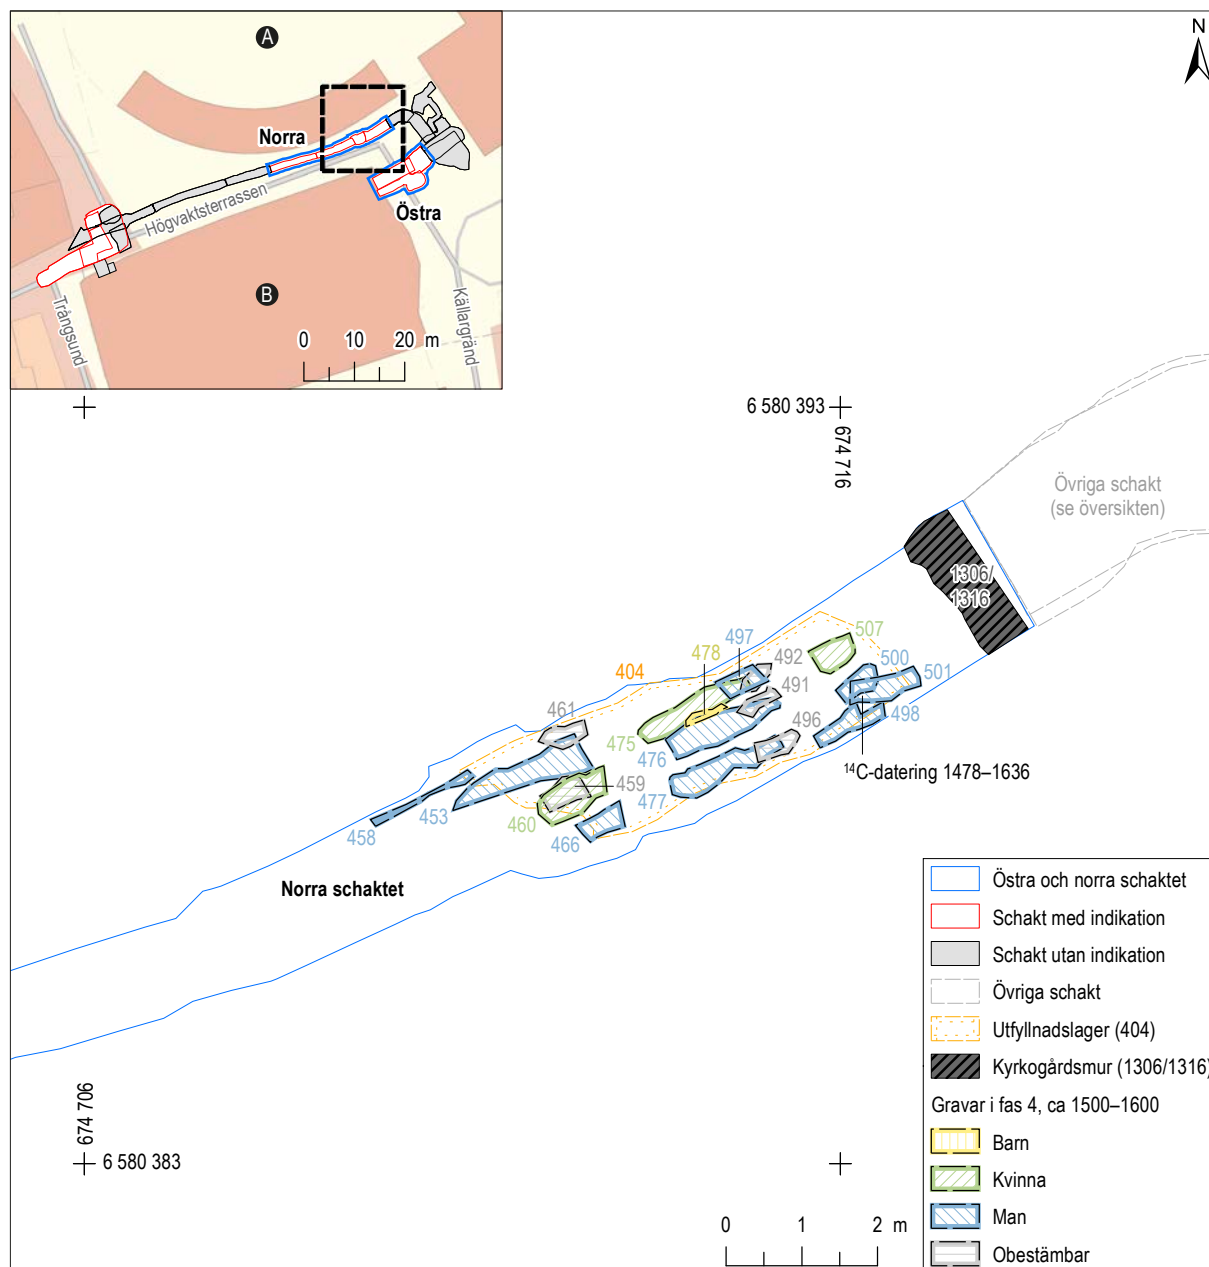 A
N
Norra
Högvaktsterrassen
Östra
B
Trångsund
Källargränd
0 10 20 m
6 580 393
674 716
Övriga schakt
(se översikten)
1306/
1316
507
497
478
492
500
404
501
491
461
475
476
496
498
¹⁴C-datering 1478–1636
459
477
453
458
460
466
Norra schaktet
674 706
6 580 383
0 1 2 m
Östra och norra schaktet
Schakt med indikation
Schakt utan indikation
Övriga schakt
Utfyllnadslager (404)
Kyrkogårdsmur (1306/1316)
Gravar i fas 4, ca 1500–1600
Barn
Kvinna
Man
Obestämbar